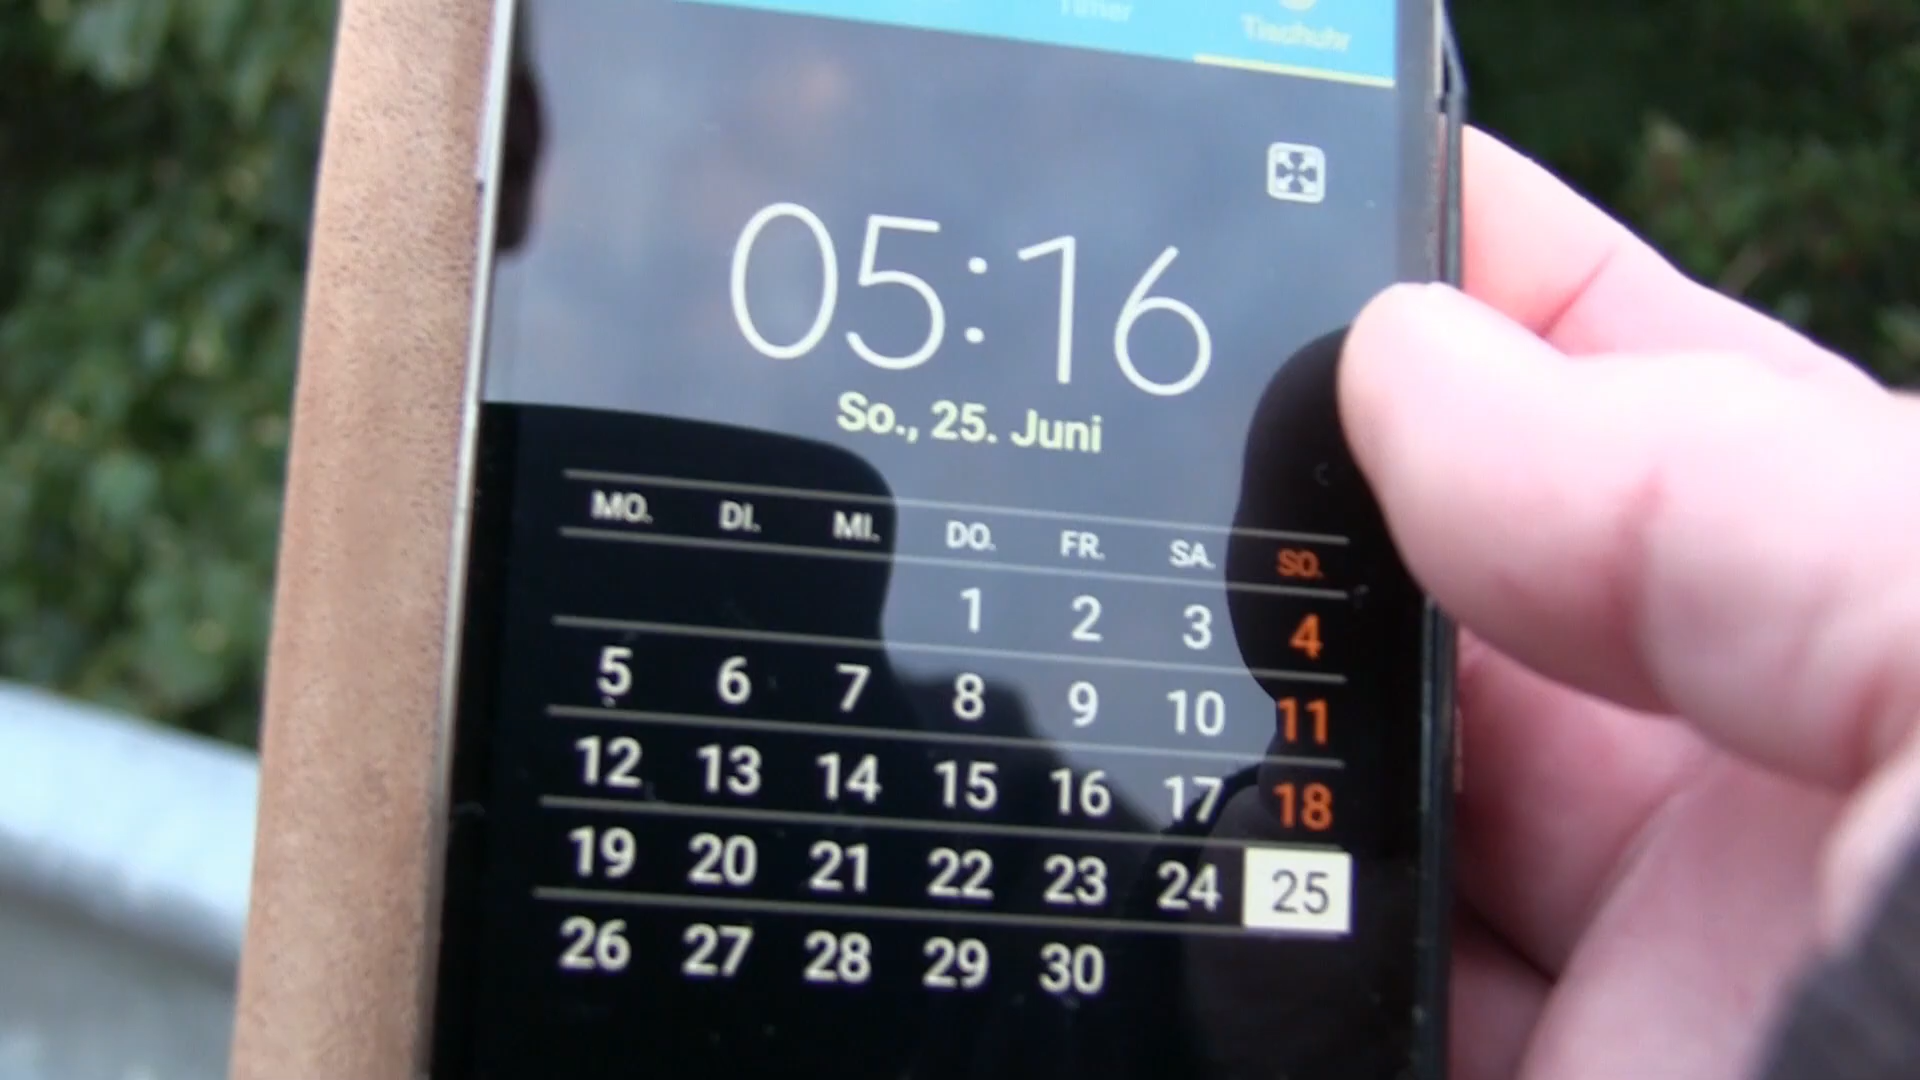 Timer Tischuhr
05:16
So., 25. Juni
MO. DI. MI. DO. FR. SA. SO.
1 2 3 4
5 6 7 8 9 10 11
12 13 14 15 16 17 18
19 20 21 22 23 24 25
26 27 28 29 30